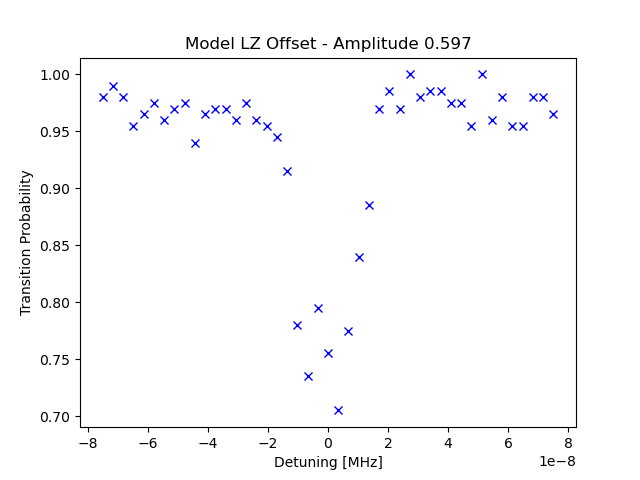 Model LZ Offset - Amplitude 0.597
Transition Probability
1.00
0.95
0.90
0.85
0.80
0.75
0.70
−8 −6 −4 −2 0 2 4 6 8
1e−8
Detuning [MHz]